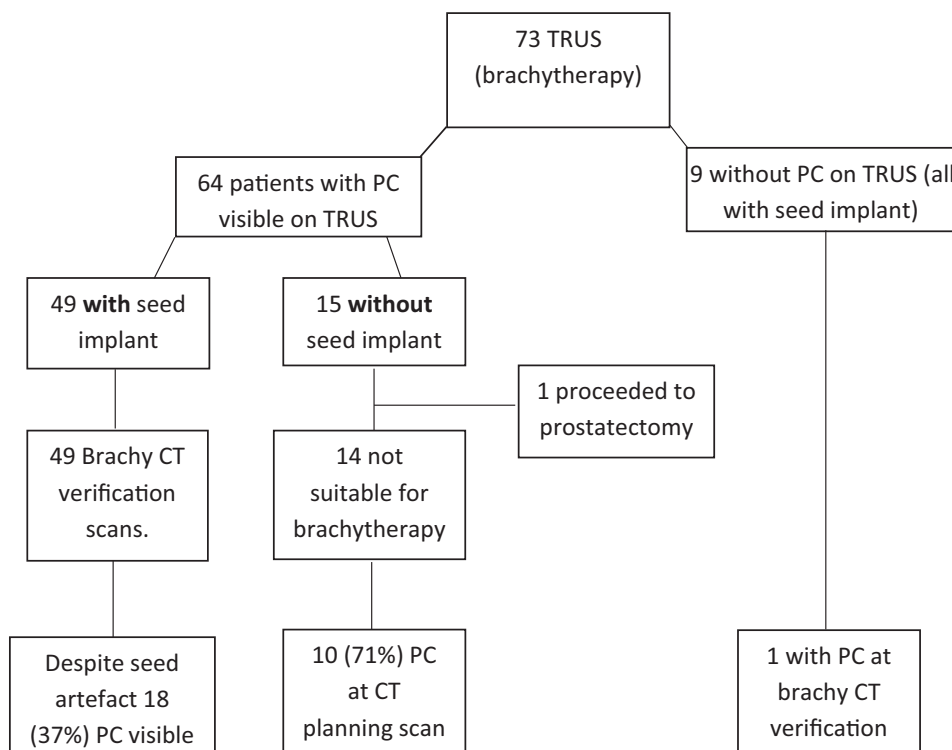 73 TRUS
(brachytherapy)
64 patients with PC
visible on TRUS
9 without PC on TRUS (all
with seed implant)
49 with seed
implant
15 without
seed implant
1 proceeded to
prostatectomy
49 Brachy CT
verification
scans.
14 not
suitable for
brachytherapy
Despite seed
artefact 18
(37%) PC visible
10 (71%) PC
at CT
planning scan
1 with PC at
brachy CT
verification